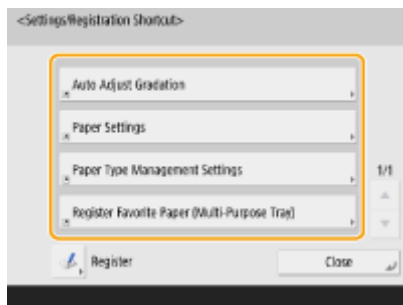 <Settings/Registration Shortcut>
Auto Adjust Gradation
Paper Settings
Paper Type Management Settings
1/1
Register Favorite Paper (Multi-Purpose Tray)
Register
Close